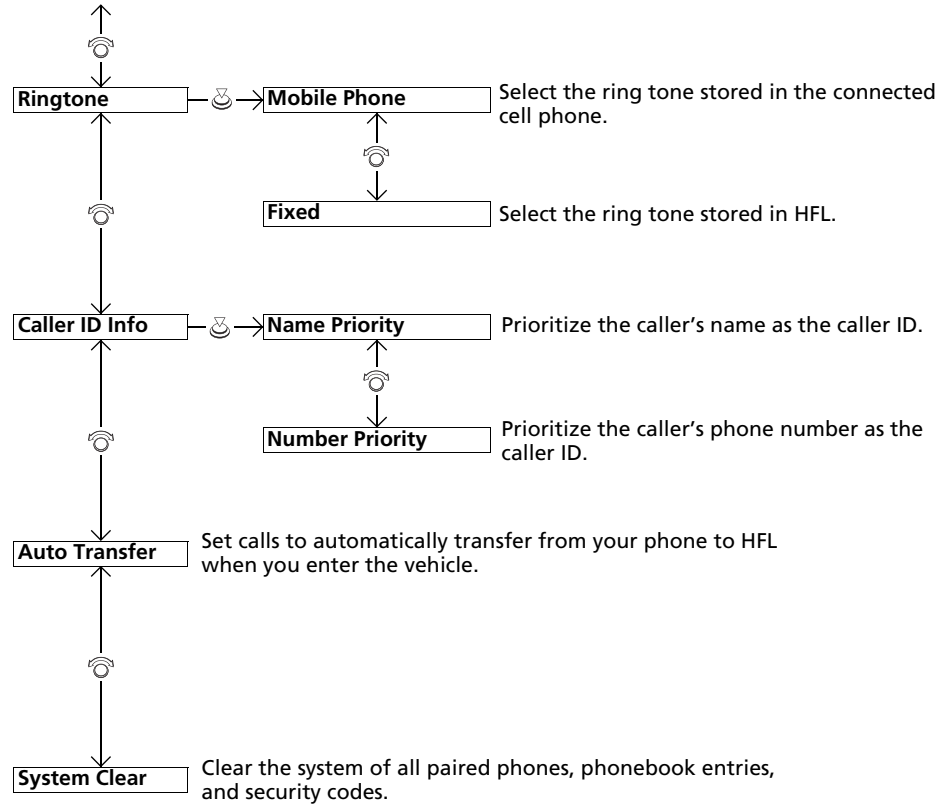 Ringtone
Mobile Phone
Select the ring tone stored in the connected
cell phone.
Fixed
Select the ring tone stored in HFL.
Caller ID Info
Name Priority
Prioritize the caller’s name as the caller ID.
Number Priority
Prioritize the caller’s phone number as the
caller ID.
Auto Transfer
Set calls to automatically transfer from your phone to HFL
when you enter the vehicle.
System Clear
Clear the system of all paired phones, phonebook entries,
and security codes.